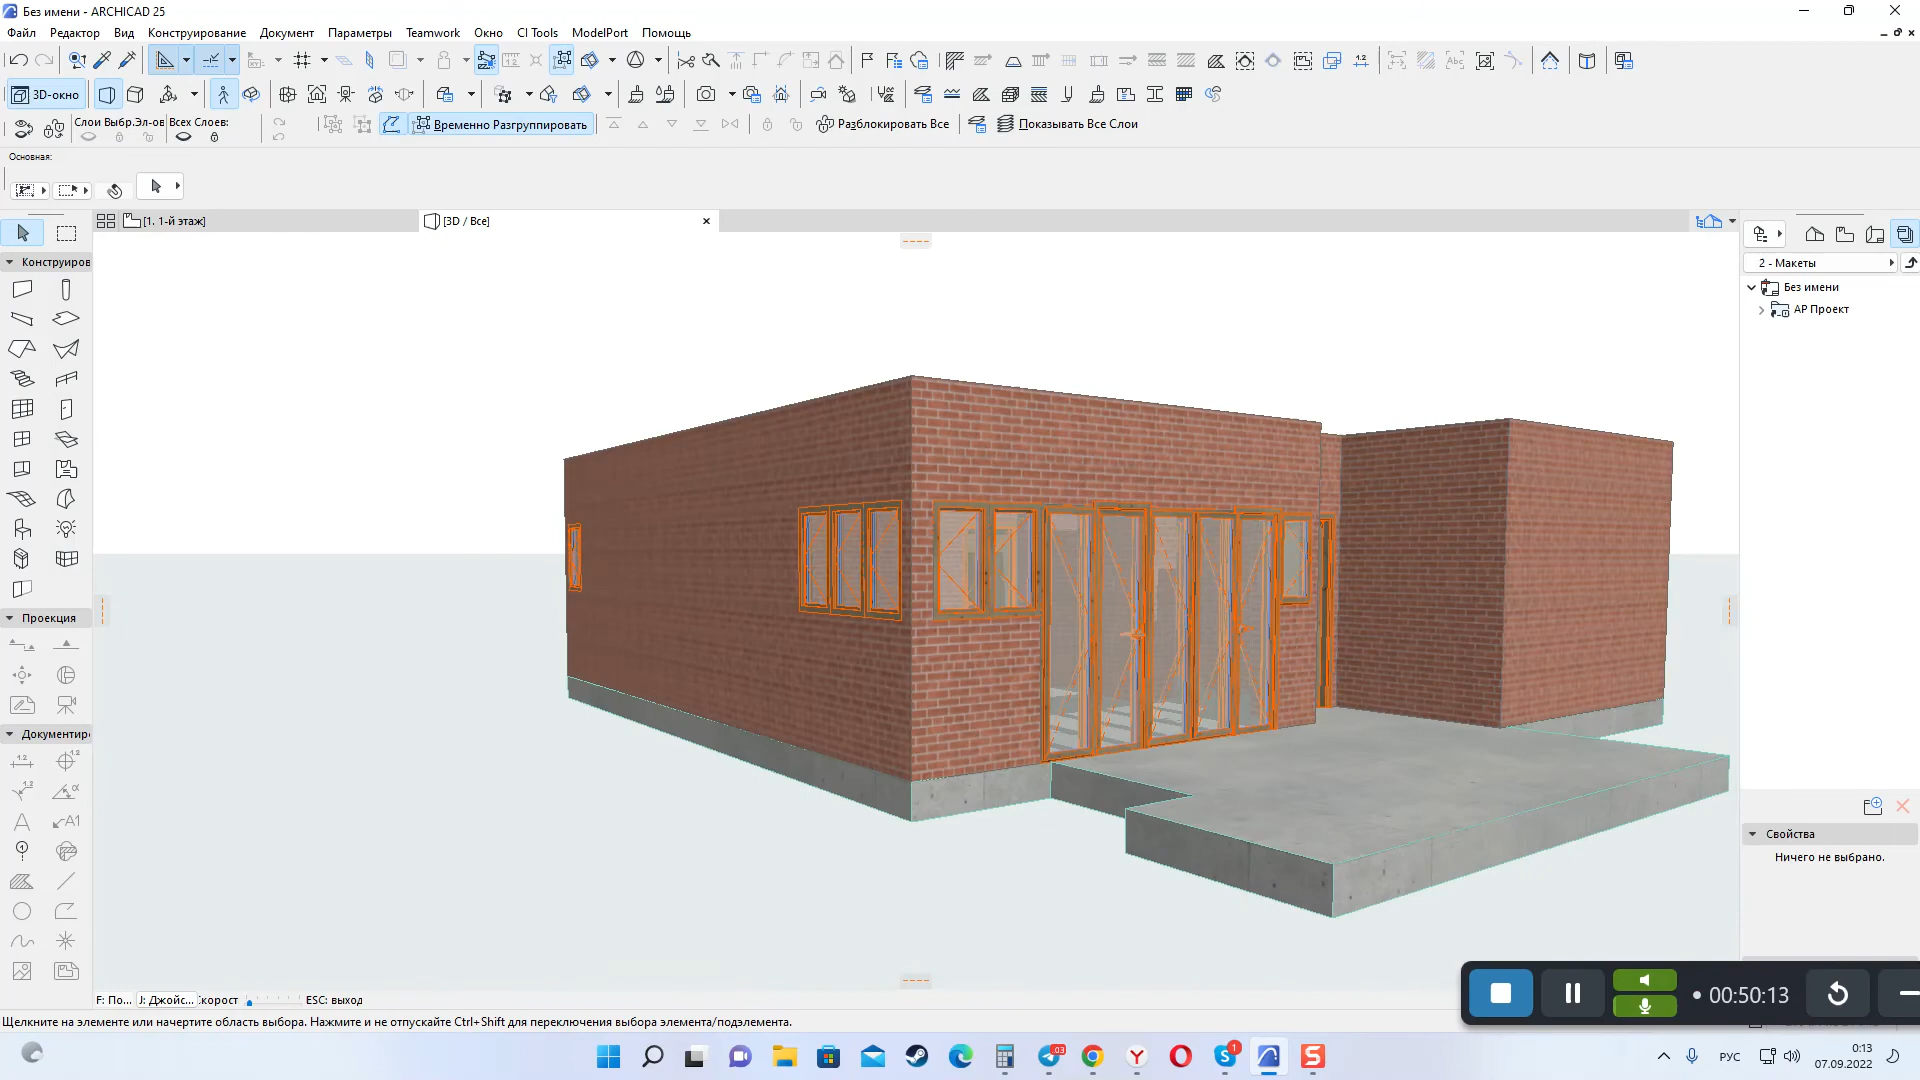 Без имени - ARCHICAD 25
Файл Редактор Вид Конструирование Документ Параметры Teamwork Окно CI Tools ModelPort Помощь
3D-окно
Слои Выбр.Эл-ов Всех Слоев:
Временно Разгруппировать
Разблокировать Все
Показывать Все Слои
Основная:
[1. 1-й этаж]
[3D / Все]
2 - Макеты
Конструиров
Без имени
АР Проект
Проекция
Документир
Свойства
Ничего не выбрано.
F: По... J: Джойс... корост ESC: выход
00:50:13
Щелкните на элементе или начертите область выбора. Нажмите и не отпускайте Ctrl+Shift для переключения выбора элемента/подэлемента.
РУС
0:13
07.09.2022